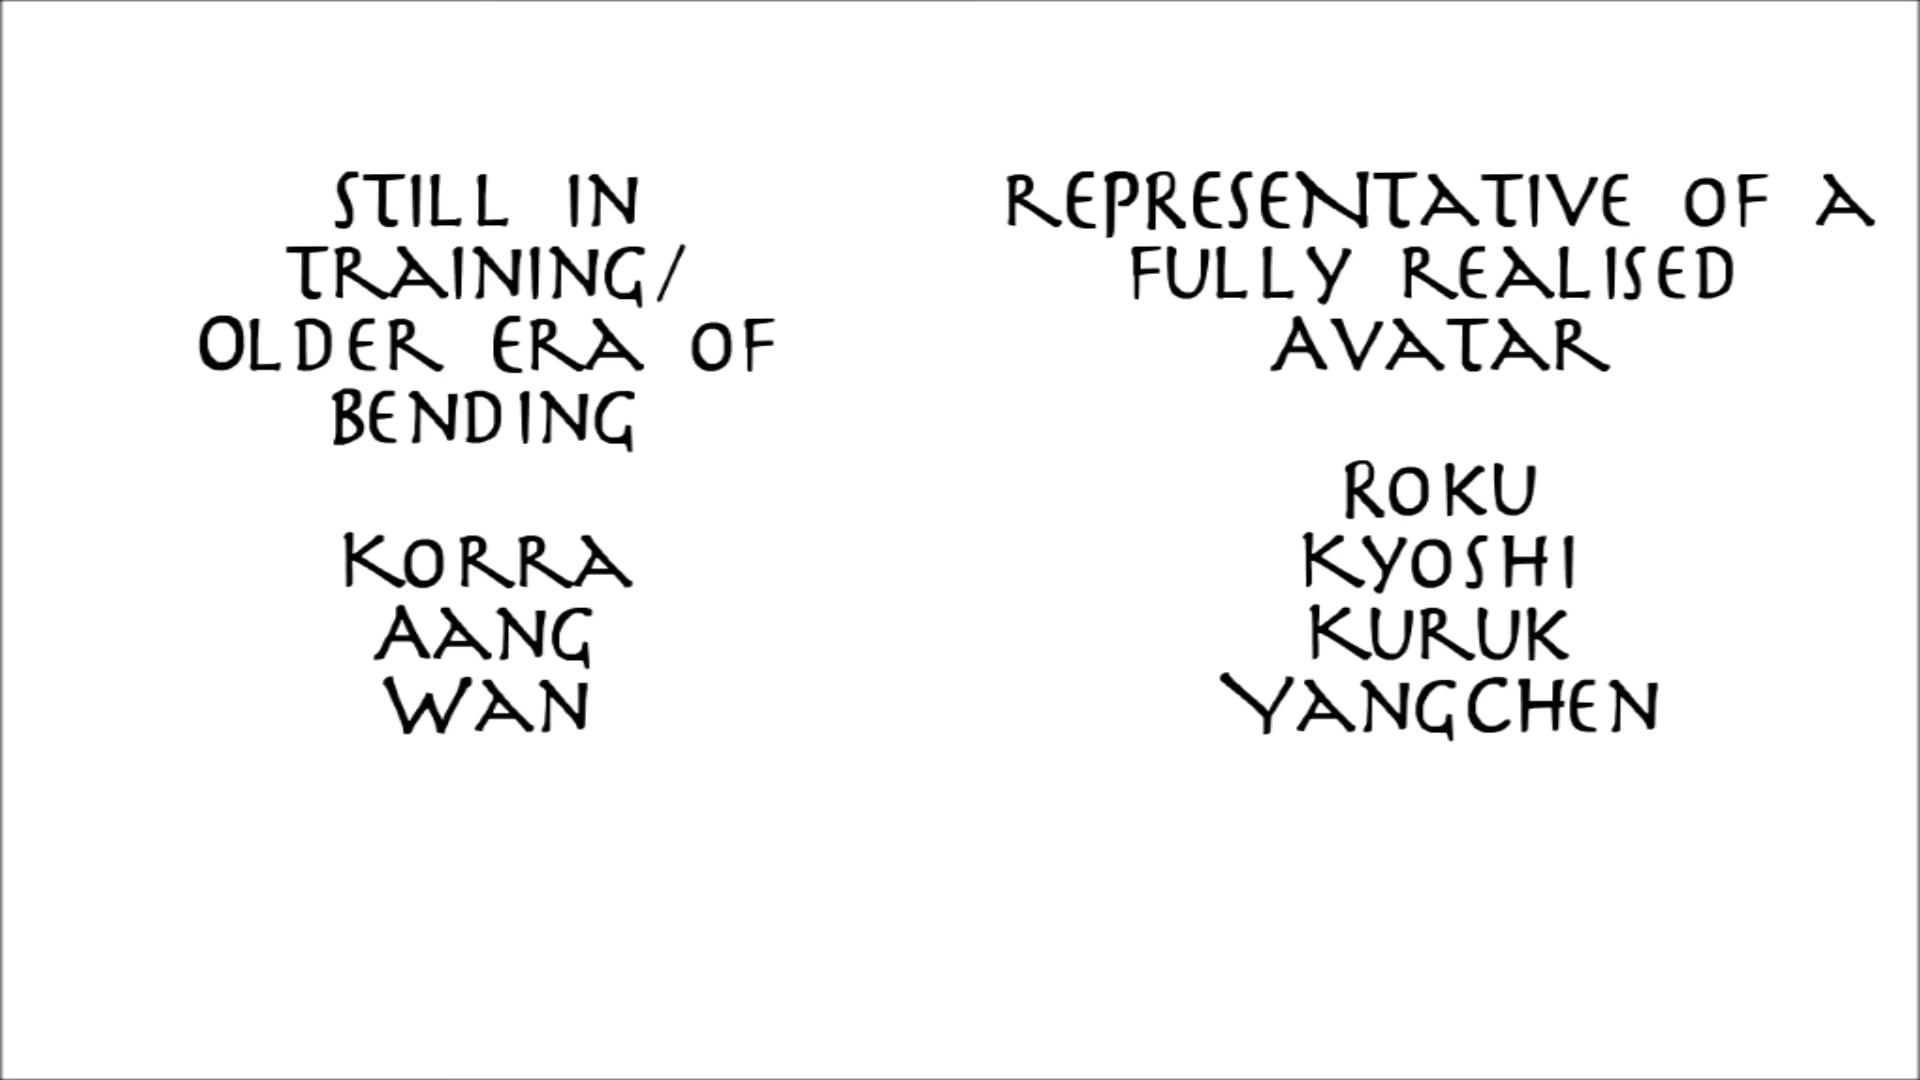 STILL IN
TRAINING/
OLDER ERA OF
BENDING
KORRA
AANG
WAN
REPRESENTATIVE OF A
FULLY REALISED
AVATAR
ROKU
KYOSHI
KURUK
YANGCHEN